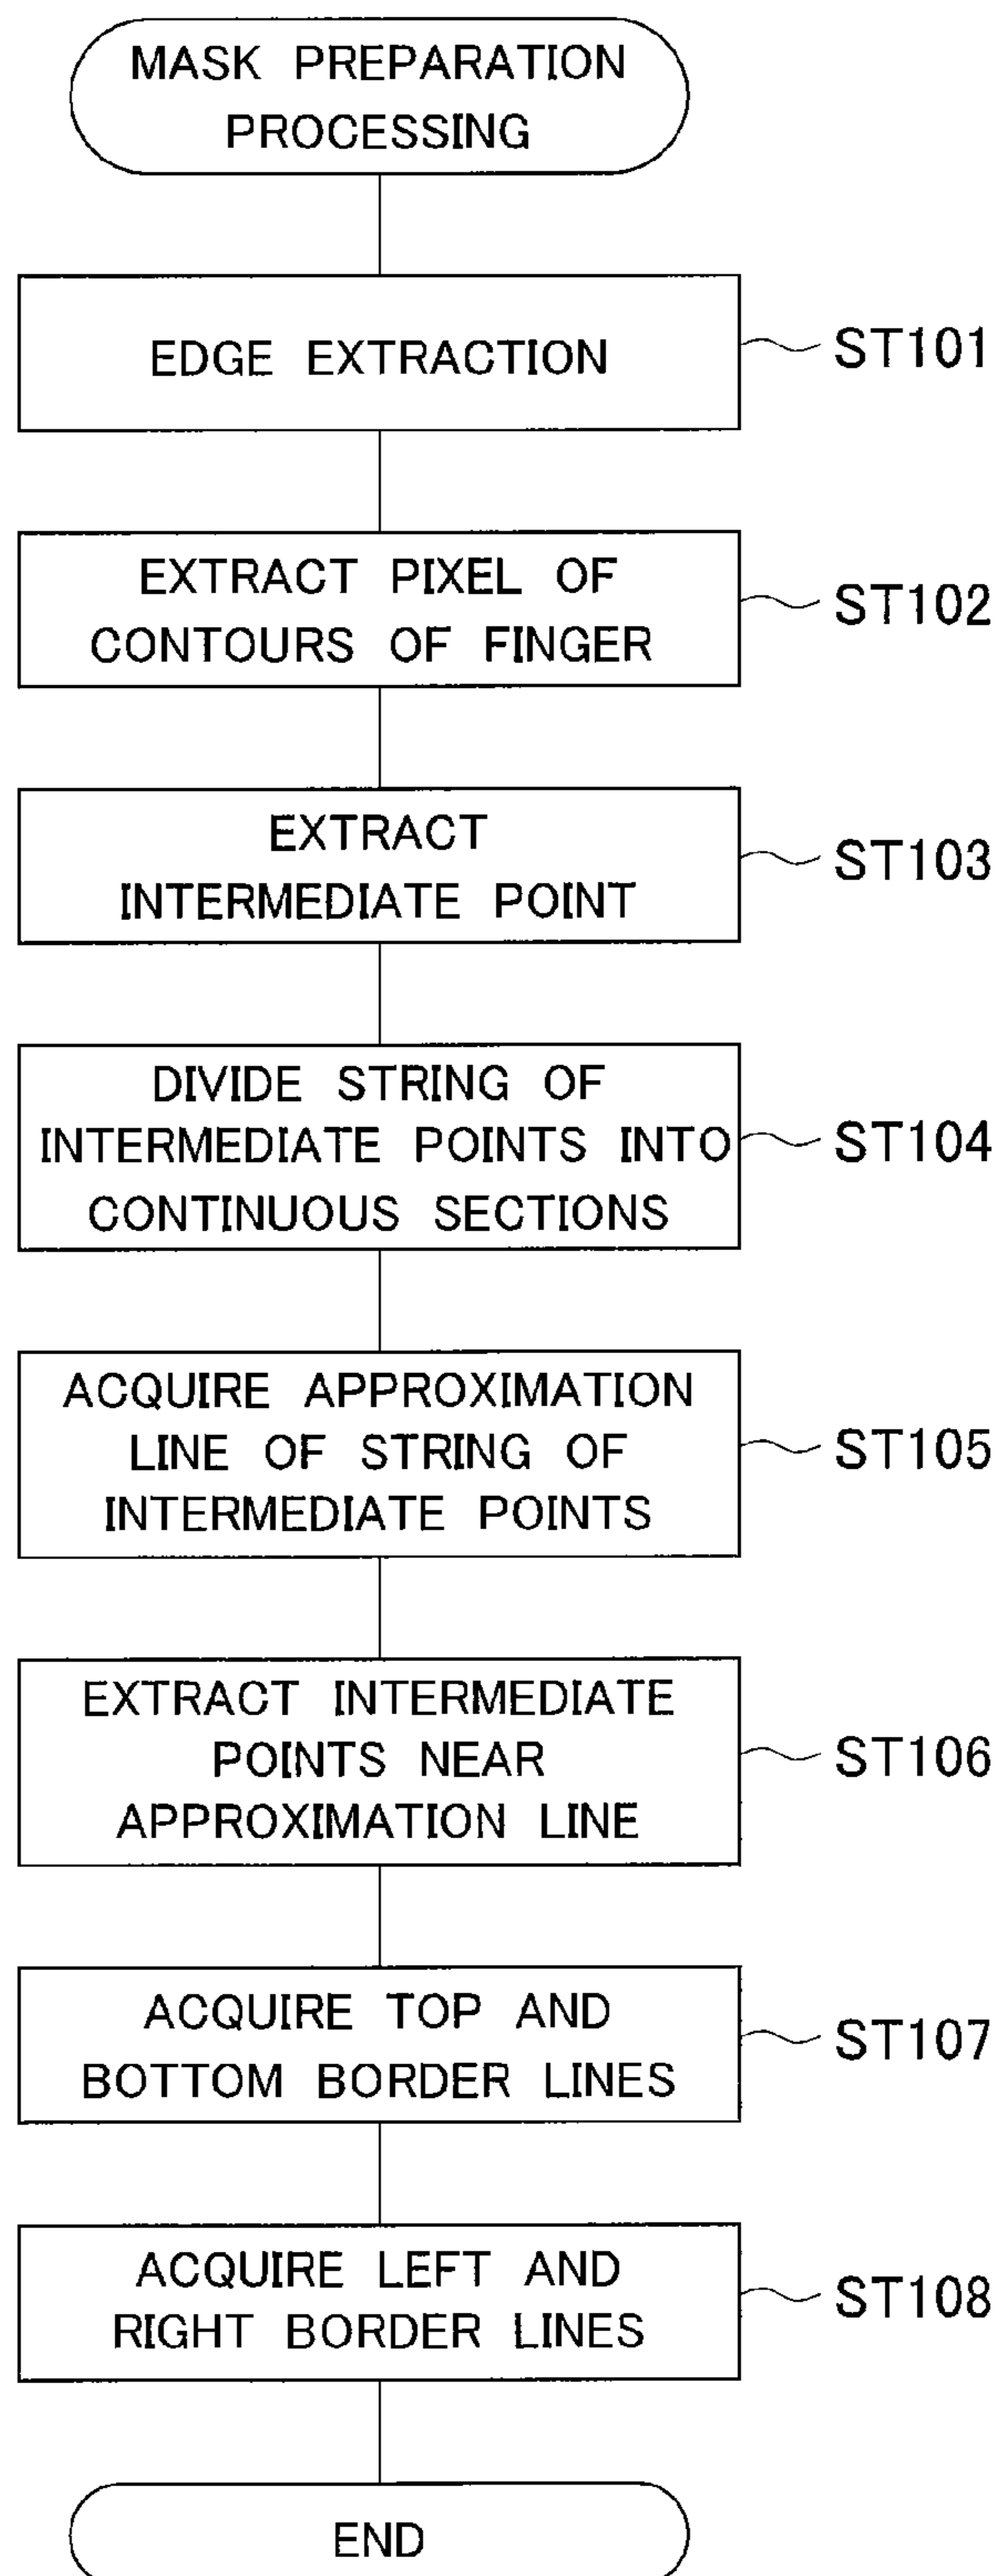 MASK PREPARATION
PROCESSING
EDGE EXTRACTION
ST101
EXTRACT PIXEL OF
CONTOURS OF FINGER
ST102
EXTRACT
INTERMEDIATE POINT
ST103
DIVIDE STRING OF
INTERMEDIATE POINTS INTO
CONTINUOUS SECTIONS
ST104
ACQUIRE APPROXIMATION
LINE OF STRING OF
INTERMEDIATE POINTS
ST105
EXTRACT INTERMEDIATE
POINTS NEAR
APPROXIMATION LINE
ST106
ACQUIRE TOP AND
BOTTOM BORDER LINES
ST107
ACQUIRE LEFT AND
RIGHT BORDER LINES
ST108
END